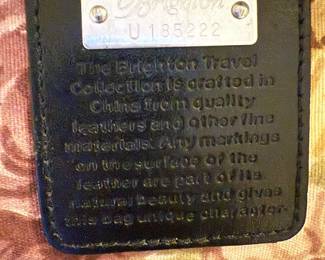 Brighton
U 185222
The Brighton Travel
Collection is crafted in
China from quality
leathers and other fine
materials. Any markings
on the surface of the
leather are part of its
natural beauty and gives
this bag unique character.